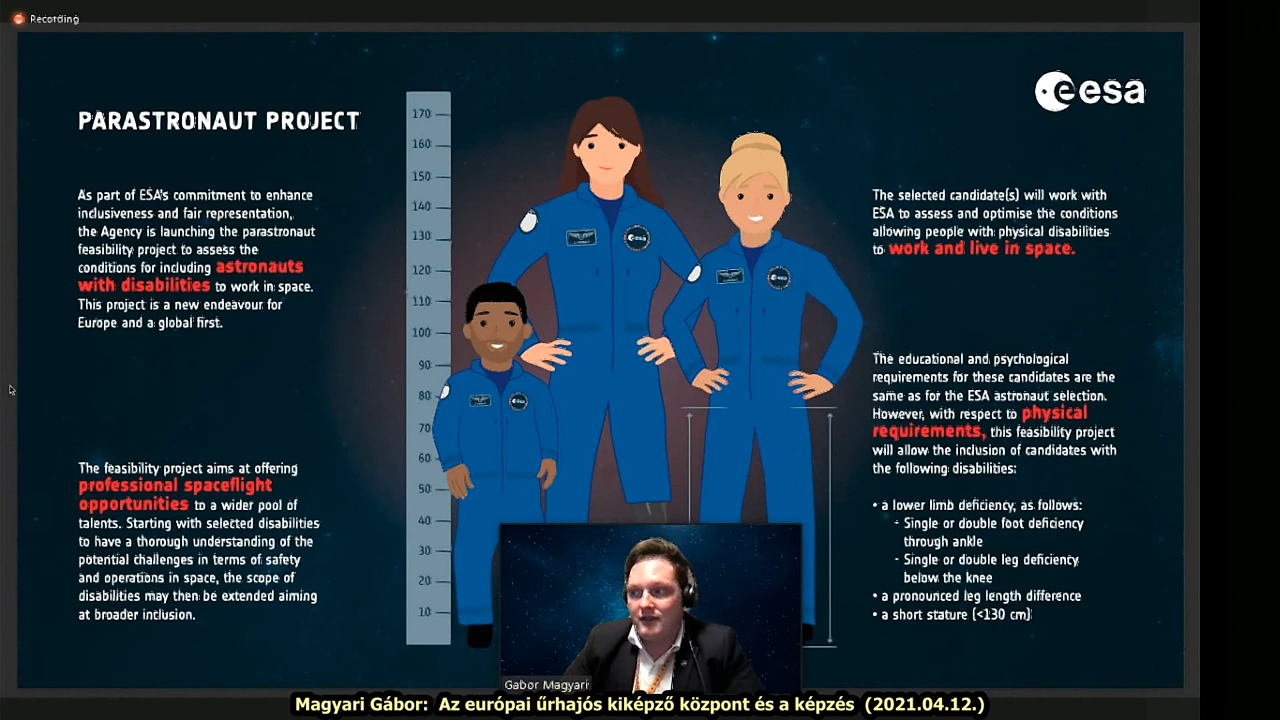 Recording
esa
PARASTRONAUT PROJECT
As part of ESA's commitment to enhance
inclusiveness and fair representation,
the Agency is launching the parastronaut
feasibility project to assess the
conditions for including astronauts
with disabilities to work in space.
This project is a new endeavour for
Europe and a global first.
The feasibility project aims at offering
professional spaceflight
opportunities to a wider pool of
talents. Starting with selected disabilities
to have a thorough understanding of the
potential challenges in terms of safety
and operations in space, the scope of
disabilities may then be extended aiming
at broader inclusion.
170
160
150
140
130
120
110
100
90
80
70
60
50
40
30
20
10
esa
esa
esa
The selected candidate(s) will work with
ESA to assess and optimise the conditions
allowing people with physical disabilities
to work and live in space.
The educational and psychological
requirements for these candidates are the
same as for the ESA astronaut selection.
However, with respect to physical
requirements, this feasibility project
will allow the inclusion of candidates with
the following disabilities:
• a lower limb deficiency, as follows:
- Single or double foot deficiency
through ankle
- Single or double leg deficiency
below the knee
• a pronounced leg length difference
• a short stature (<130 cm)
Gabor Magyari
Magyari Gábor: Az európai űrhajós kiképző központ és a képzés (2021.04.12.)